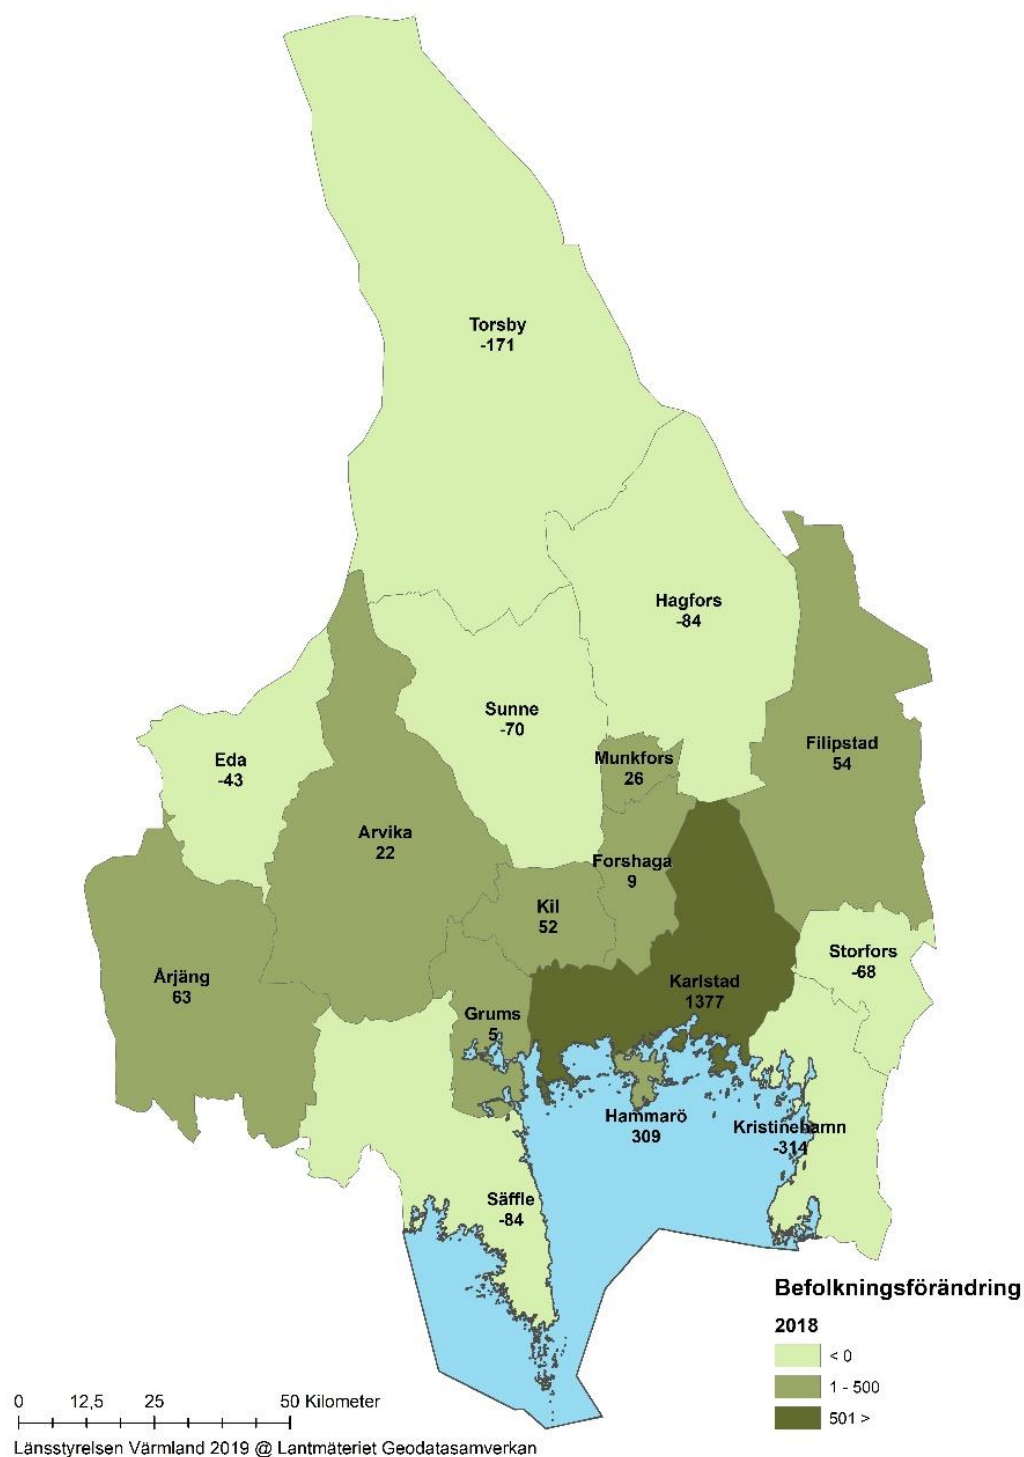 Torsby
-171
Hagfors
-84
Sunne
-70
Eda
-43
Munkfors
26
Filipstad
54
Arvika
22
Forshaga
9
Kil
52
Årjäng
63
Storfors
-68
Karlstad
1377
Grums
5
Hammarö
309
Kristinehamn
-314
Säffle
-84
Befolkningsförändring
2018
< 0
1 - 500
501 >
0 12,5 25 50 Kilometer
Länsstyrelsen Värmland 2019 @ Lantmäteriet Geodatasamverkan